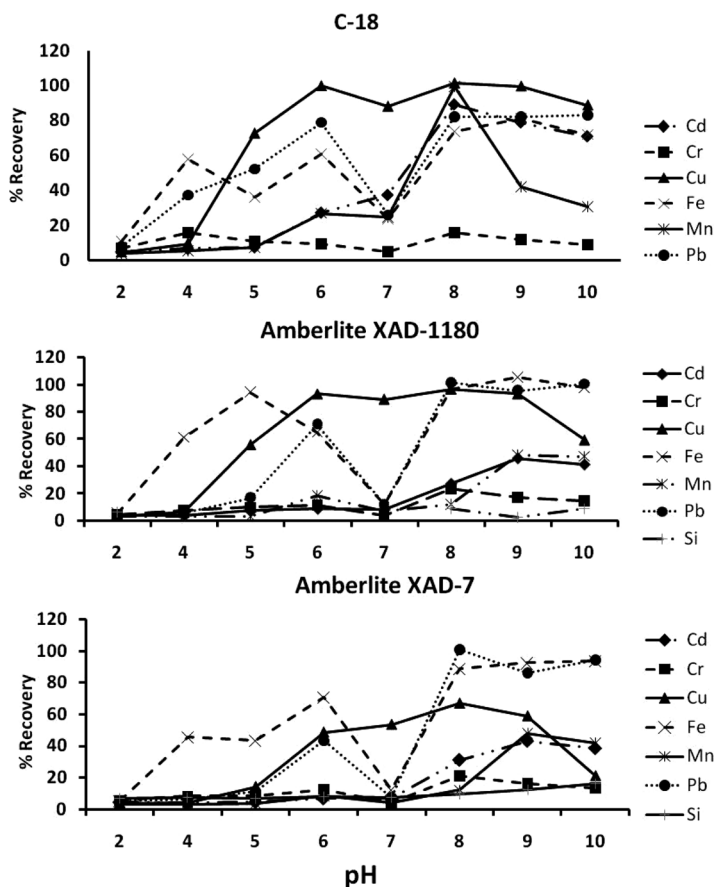 C-18
120
100
80
60
40
20
0
% Recovery
2 4 5 6 7 8 9 10
Cd
Cr
Cu
Fe
Mn
Pb
Amberlite XAD-1180
120
100
80
60
40
20
0
% Recovery
2 4 5 6 7 8 9 10
Cd
Cr
Cu
Fe
Mn
Pb
Si
Amberlite XAD-7
120
100
80
60
40
20
0
% Recovery
2 4 5 6 7 8 9 10
Cd
Cr
Cu
Fe
Mn
Pb
Si
pH